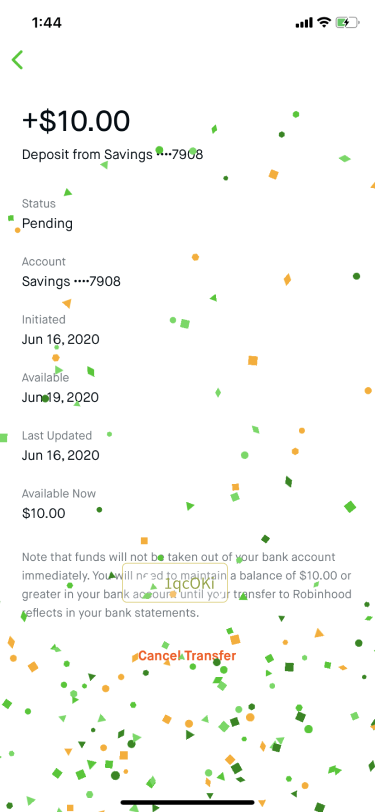 1:44
+$10.00
Deposit from Savings ····7908
Status
Pending
Account
Savings ····7908
Initiated
Jun 16, 2020
Available
Jun 19, 2020
Last Updated
Jun 16, 2020
Available Now
$10.00
Note that funds will not be taken out of your bank account
immediately. You will need to maintain a balance of $10.00 or
greater in your bank account until your transfer to Robinhood
reflects in your bank statements.
1qcOKi
Cancel Transfer